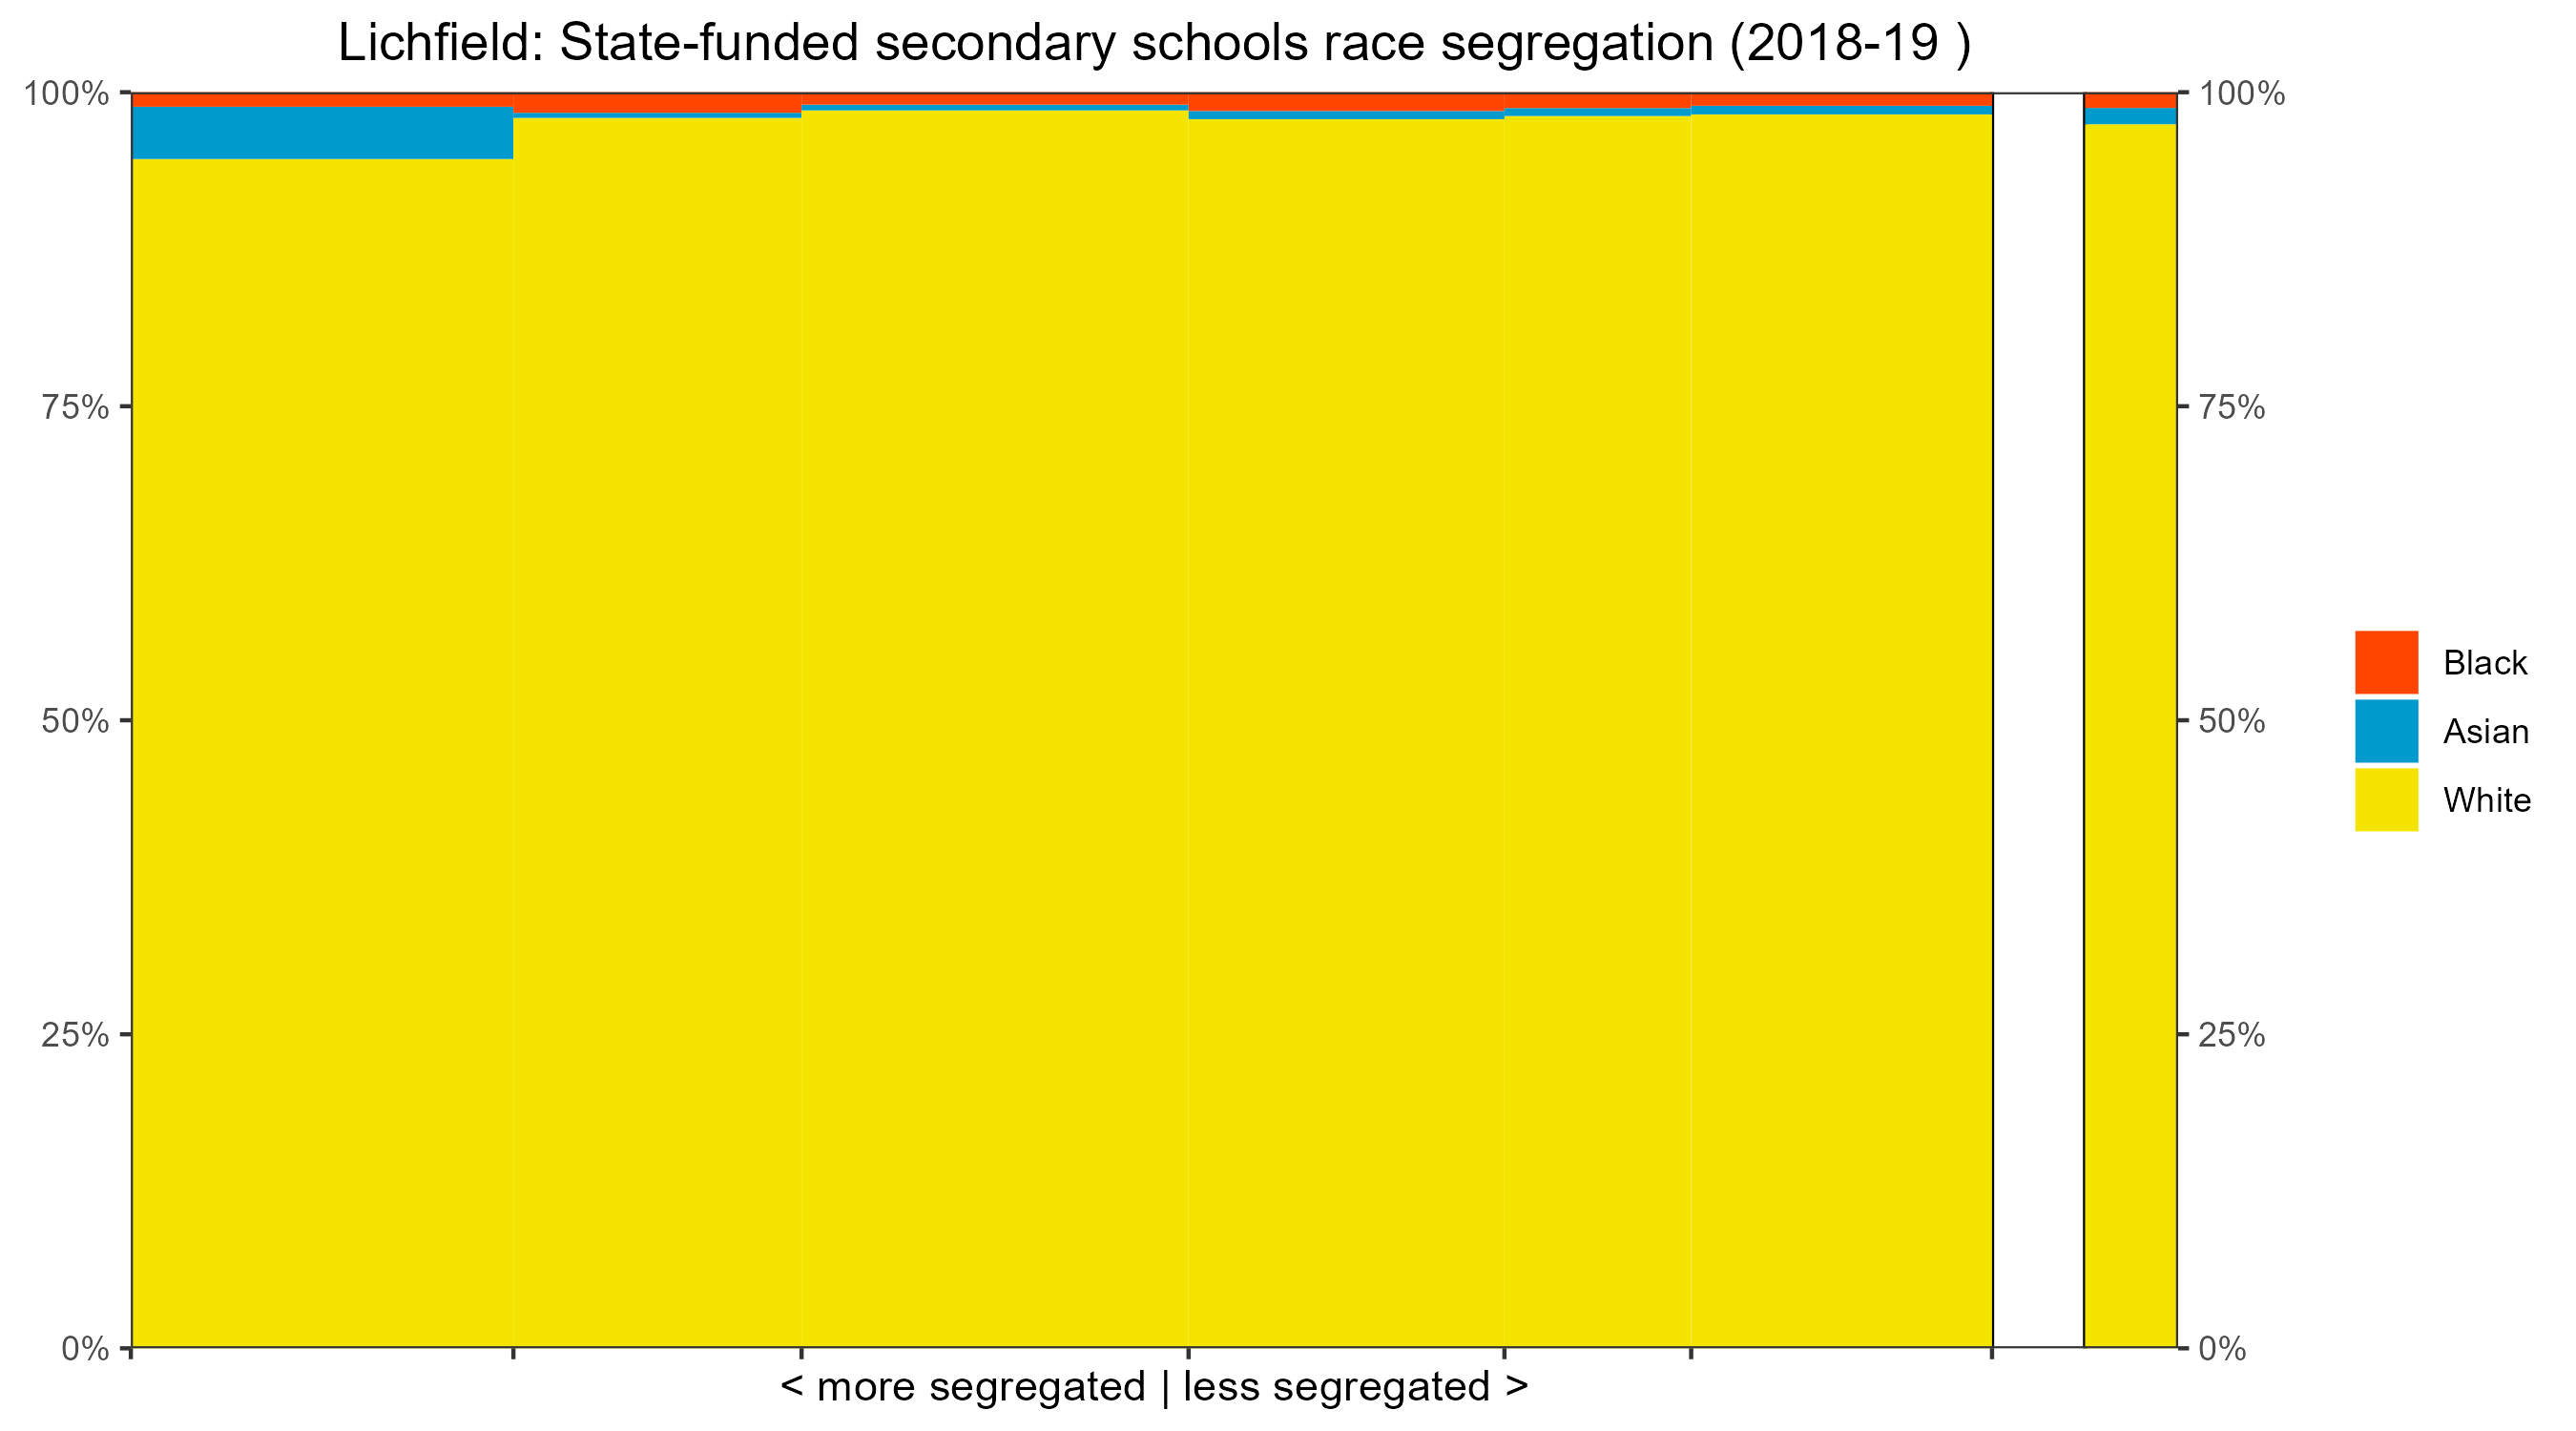 Lichfield: State-funded secondary schools race segregation (2018-19 )
100%
75%
50%
25%
0%
100%
75%
50%
25%
0%
Black
Asian
White
< more segregated | less segregated >